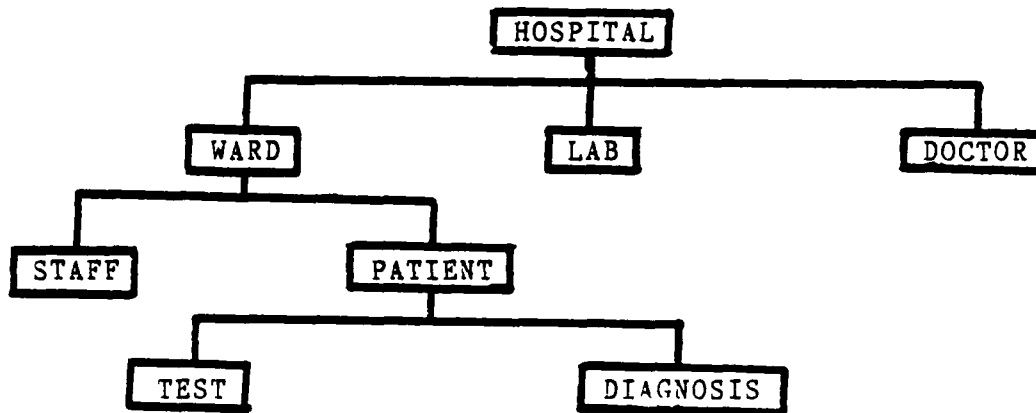 HOSPITAL
WARD
LAB
DOCTOR
STAFF
PATIENT
TEST
DIAGNOSIS